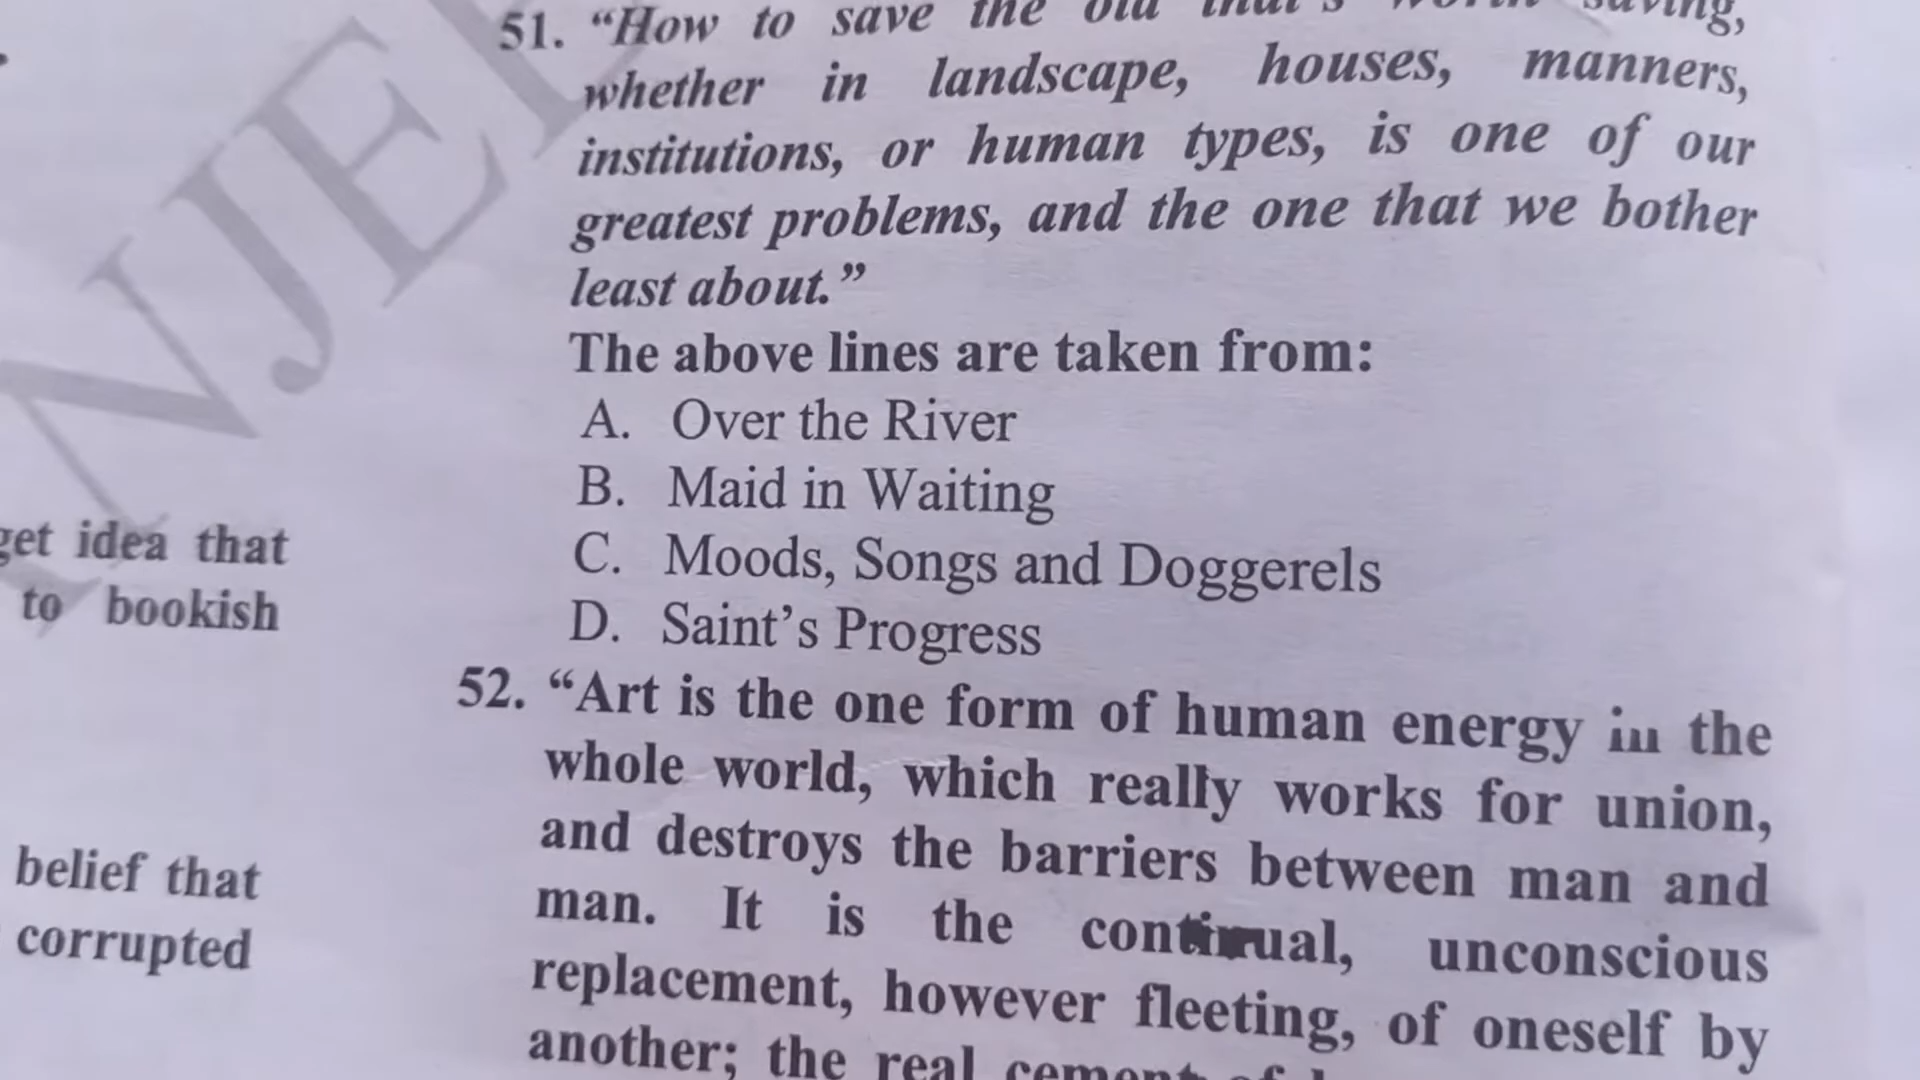 NJE
get idea that
to bookish
belief that
corrupted
51. “How to save the old that's worth saving,
whether in landscape, houses, manners,
institutions, or human types, is one of our
greatest problems, and the one that we bother
least about.”
The above lines are taken from:
A. Over the River
B. Maid in Waiting
C. Moods, Songs and Doggerels
D. Saint’s Progress
52. “Art is the one form of human energy in the
whole world, which really works for union,
and destroys the barriers between man and
man. It is the continual, unconscious
replacement, however fleeting, of oneself by
another; the real cement of